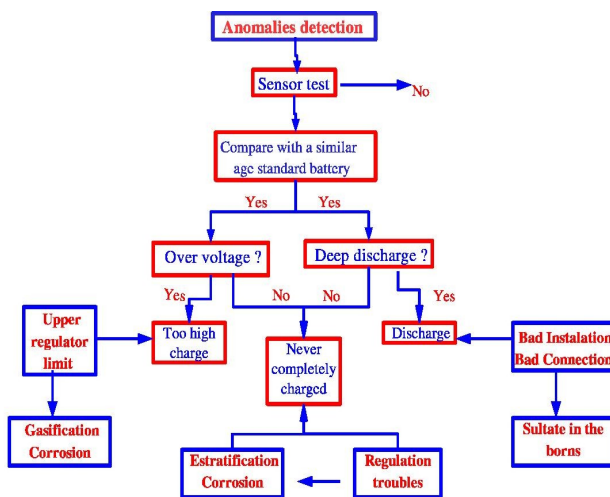 Anomalies detection
Sensor test
No
Compare with a similar
age standard battery
Yes
Yes
Over voltage ?
Deep discharge ?
Yes
No
No
Yes
Upper
regulator
limit
Too high
charge
Never
completely
charged
Discharge
Bad Instalation
Bad Connection
Gasification
Corrosion
Estratification
Corrosion
Regulation
troubles
Sultate in the
borns